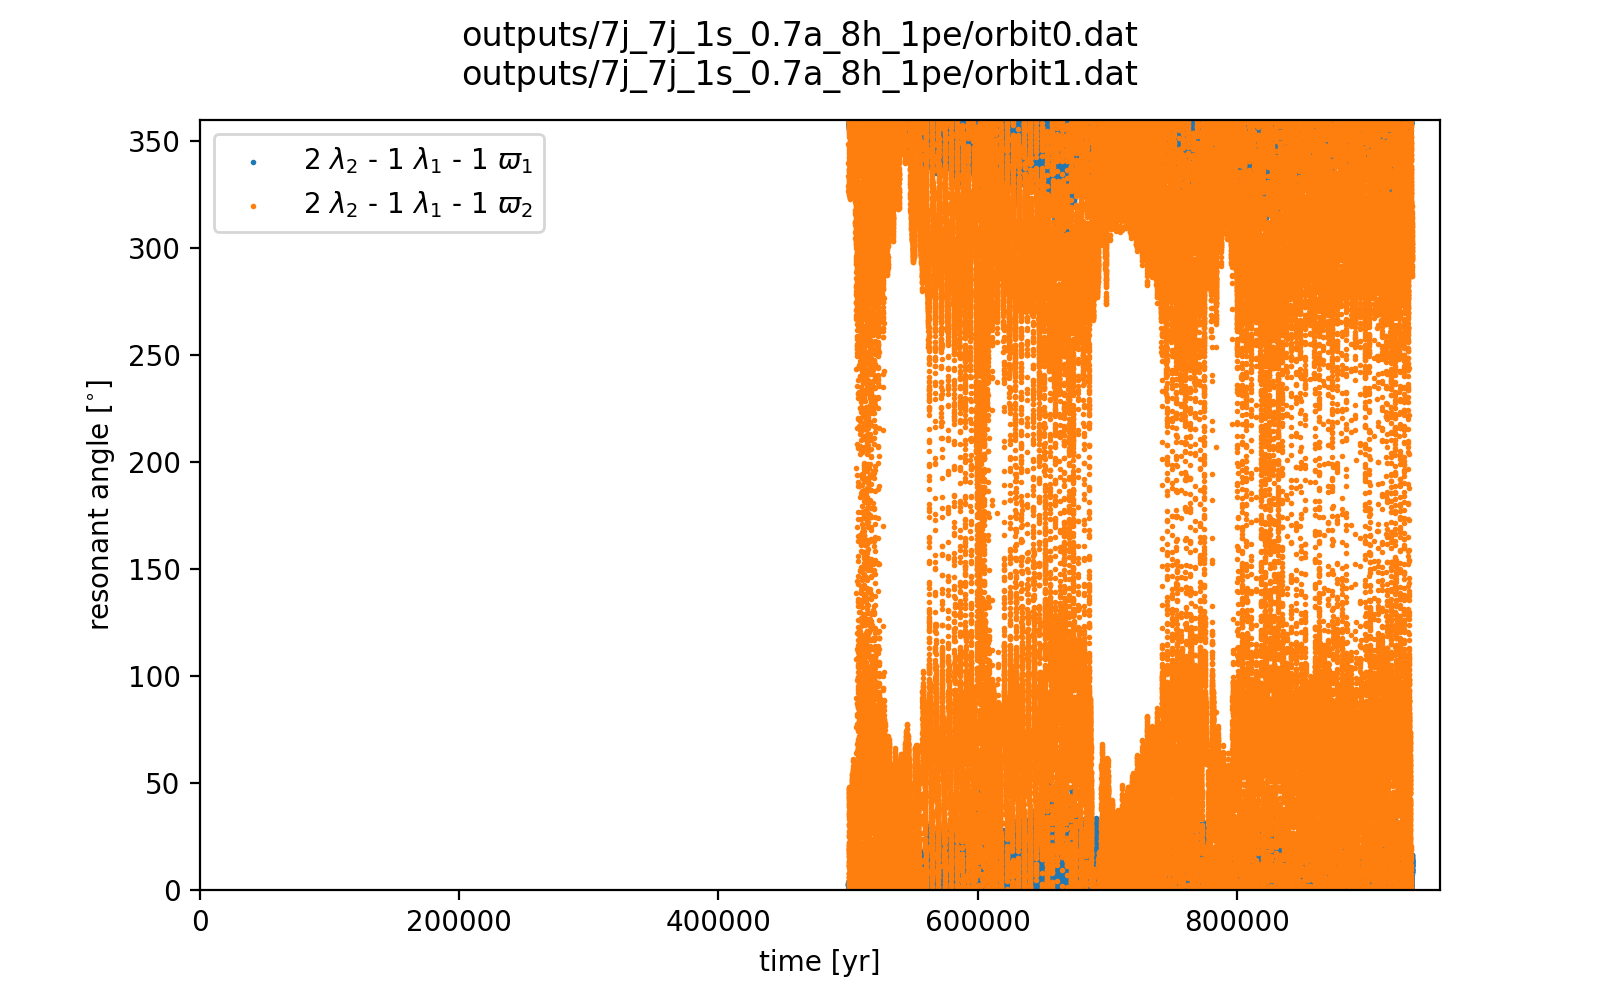 outputs/7j_7j_1s_0.7a_8h_1pe/orbit0.dat
outputs/7j_7j_1s_0.7a_8h_1pe/orbit1.dat
2 λ₂ - 1 λ₁ - 1 ϖ₁
2 λ₂ - 1 λ₁ - 1 ϖ₂
350
300
250
200
150
100
50
0
resonant angle [°]
0 200000 400000 600000 800000
time [yr]